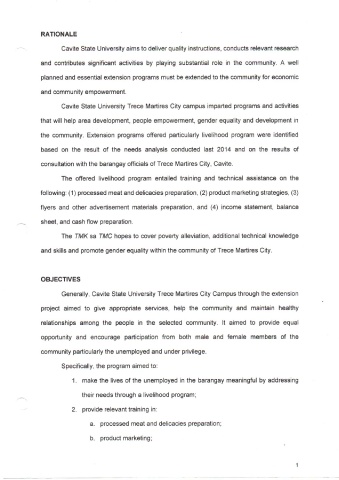 RATIONALE
Cavite State University aims to deliver quality instructions, conducts relevant research
and contributes significant activities by playing substantial role in the community. A well
planned and essential extension programs must be extended to the community for economic
and community empowerment.
Cavite State University Trece Martires City campus imparted programs and activities
that will help area development, people empowerment, gender equality and development in
the community. Extension programs offered particularly livelihood program were identified
based on the result of the needs analysis conducted last 2014 and on the results of
consultation with the barangay officials of Trece Martires City, Cavite.
The offered livelihood program entailed training and technical assistance on the
following: (1) processed meat and delicacies preparation, (2) product marketing strategies, (3)
flyers and other advertisement materials preparation, and (4) income statement, balance
sheet, and cash flow preparation.
The TMK sa TMC hopes to cover poverty alleviation, additional technical knowledge
and skills and promote gender equality within the community of Trece Martires City.
OBJECTIVES
Generally, Cavite State University Trece Martires City Campus through the extension
project aimed to give appropriate services, help the community and maintain healthy
relationships among the people in the selected community. It aimed to provide equal
opportunity and encourage participation from both male and female members of the
community particularly the unemployed and under privilege.
Specifically, the program aimed to:
1. make the lives of the unemployed in the barangay meaningful by addressing
their needs through a livelihood program;
2. provide relevant training in:
a. processed meat and delicacies preparation;
b. product marketing;
1